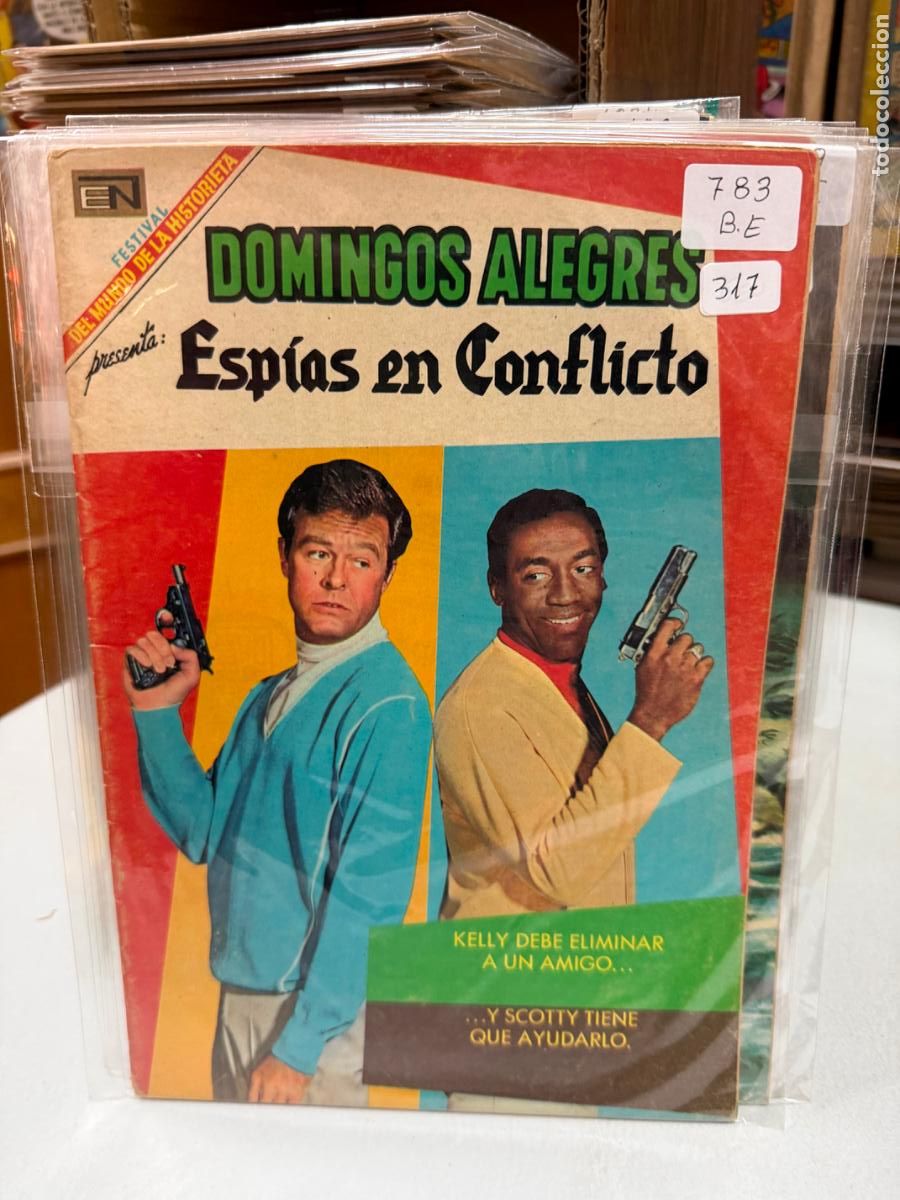 EN
FESTIVAL
DEL MUNDO DE LA HISTORIETA
presenta:
DOMINGOS ALEGRES
Espías en Conflicto
783
B.E
317
KELLY DEBE ELIMINAR
A UN AMIGO...
...Y SCOTTY TIENE
QUE AYUDARLO.
todocoleccion